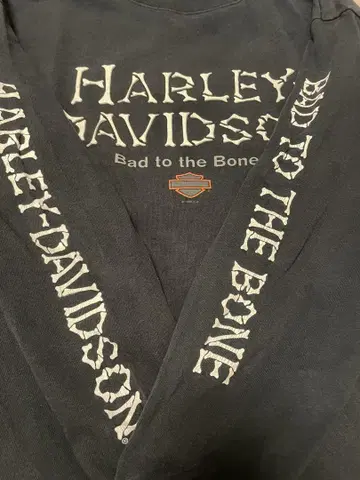 HARLEY
DAVIDSO
Bad to the Bone
HARLEY-DAVIDSON®
BAD TO THE BONE